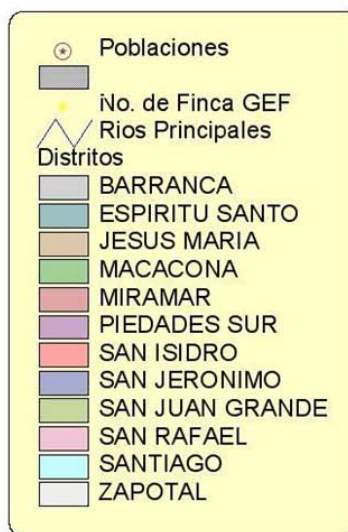 Poblaciones
No. de Finca GEF
Rios Principales
Distritos
BARRANCA
ESPIRITU SANTO
JESUS MARIA
MACACONA
MIRAMAR
PIEDADES SUR
SAN ISIDRO
SAN JERONIMO
SAN JUAN GRANDE
SAN RAFAEL
SANTIAGO
ZAPOTAL